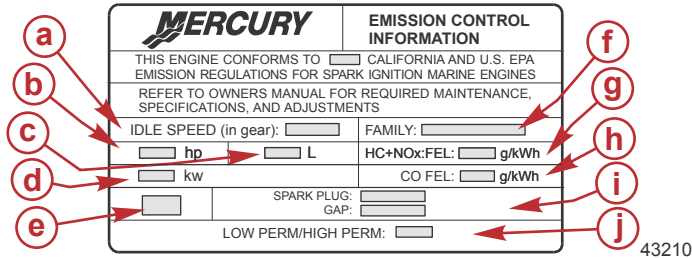 MERCURY
EMISSION CONTROL
INFORMATION
THIS ENGINE CONFORMS TO CALIFORNIA AND U.S. EPA
EMISSION REGULATIONS FOR SPARK IGNITION MARINE ENGINES
REFER TO OWNERS MANUAL FOR REQUIRED MAINTENANCE,
SPECIFICATIONS, AND ADJUSTMENTS
IDLE SPEED (in gear): FAMILY:
hp L HC+NOx:FEL: g/kWh
kw CO FEL: g/kWh
SPARK PLUG:
GAP:
LOW PERM/HIGH PERM:
a
b
c
d
e
f
g
h
i
j
43210